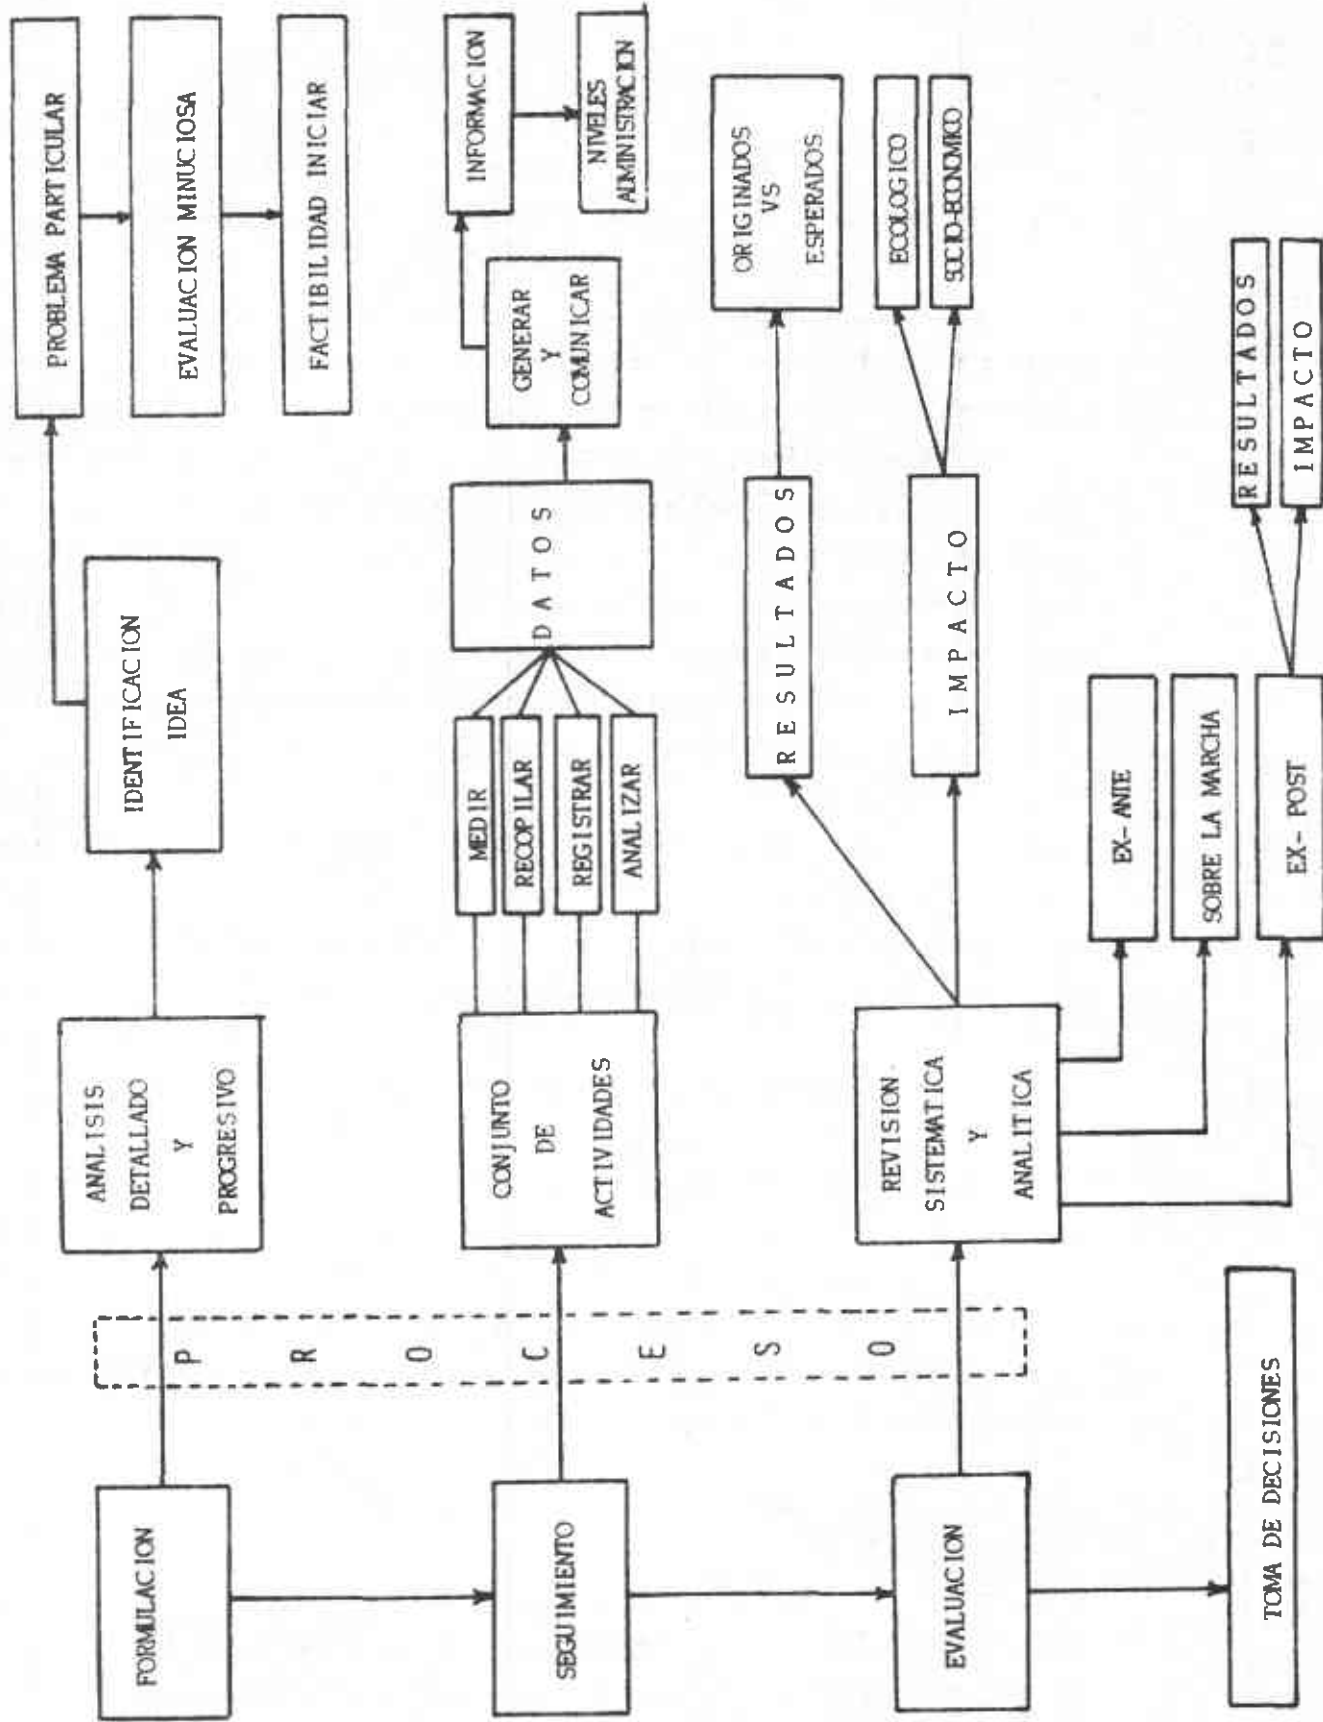 FORMULACION
P R O C E S O
ANALISIS
DETALLADO
Y
PROGRESIVO
IDENTIFICACION
IDEA
PROBLEMA PARTICULAR
EVALUACION MINUCIOSA
FACTIBILIDAD INICIAR
SEGUIMIENTO
CONJUNTO
DE
ACTIVIDADES
MEDIR
RECOPILAR
REGISTRAR
ANALIZAR
D A T O S
GENERAR
Y
COMUNICAR
INFORMACION
NIVELES
ADMINISTRACION
EVALUACION
REVISION
SISTEMATICA
Y
ANALITICA
R E S U L T A D O S
ORIGINADOS
VS
ESPERADOS
I M P A C T O
ECOLOGICO
SOCIO-ECONOMICO
EX-ANTE
SOBRE LA MARCHA
EX- POST
R E S U L T A D O S
I M P A C T O
TOMA DE DECISIONES